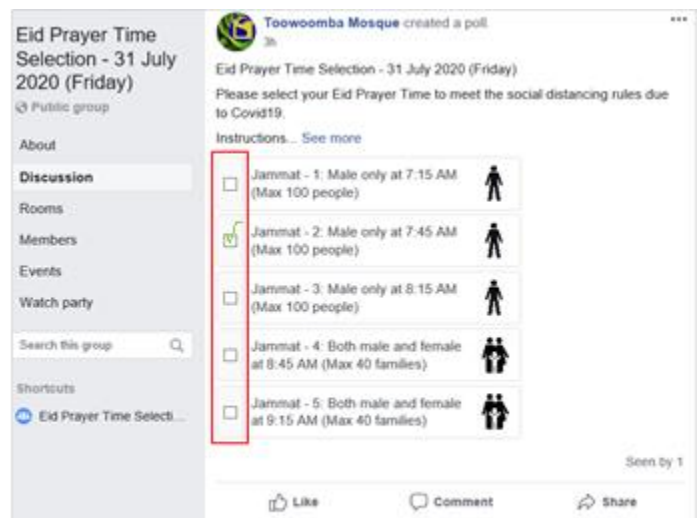 Eid Prayer Time
Selection - 31 July
2020 (Friday)
Public group
About
Discussion
Rooms
Members
Events
Watch party
Search this group
Shortcuts
Eid Prayer Time Selecti...
Toowoomba Mosque created a poll.
3h
Eid Prayer Time Selection - 31 July 2020 (Friday)
Please select your Eid Prayer Time to meet the social distancing rules due
to Covid19.
Instructions... See more
Jammat - 1: Male only at 7:15 AM
(Max 100 people)
Jammat - 2: Male only at 7:45 AM
(Max 100 people)
Jammat - 3: Male only at 8:15 AM
(Max 100 people)
Jammat - 4: Both male and female
at 8:45 AM (Max 40 families)
Jammat - 5: Both male and female
at 9:15 AM (Max 40 families)
Seen by 1
Like
Comment
Share